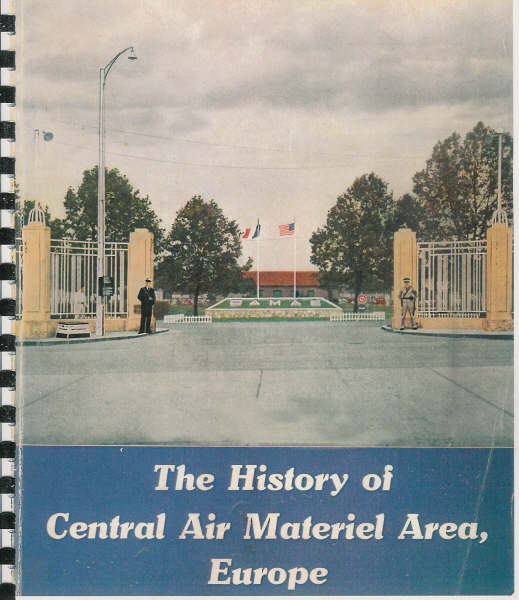 CAMAE
The History of
Central Air Materiel Area,
Europe